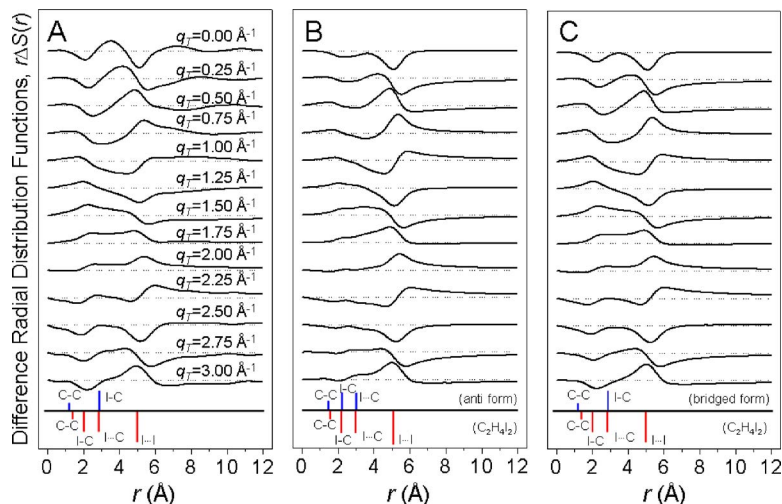 Difference Radial Distribution Functions, rΔS(r)
A
q_T=0.00 Å⁻¹
q_T=0.25 Å⁻¹
q_T=0.50 Å⁻¹
q_T=0.75 Å⁻¹
q_T=1.00 Å⁻¹
q_T=1.25 Å⁻¹
q_T=1.50 Å⁻¹
q_T=1.75 Å⁻¹
q_T=2.00 Å⁻¹
q_T=2.25 Å⁻¹
q_T=2.50 Å⁻¹
q_T=2.75 Å⁻¹
q_T=3.00 Å⁻¹
C-C I-C
C-C
I-C I···C I···I
0 2 4 6 8 10 12
r (Å)
B
I-C
C-C I···C (anti form)
C-C (C₂H₄I₂)
I-C I···C I···I
0 2 4 6 8 10 12
r (Å)
C
C-C I-C (bridged form)
C-C (C₂H₄I₂)
I-C I···C I···I
0 2 4 6 8 10 12
r (Å)